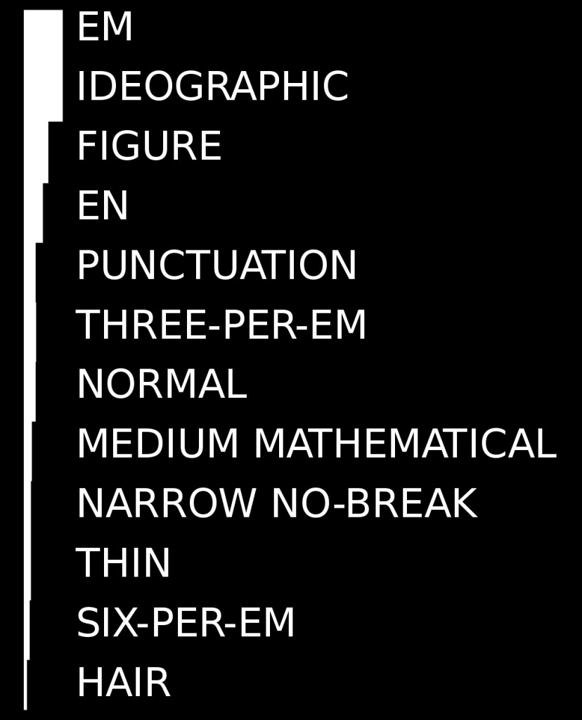 EM
IDEOGRAPHIC
FIGURE
EN
PUNCTUATION
THREE-PER-EM
NORMAL
MEDIUM MATHEMATICAL
NARROW NO-BREAK
THIN
SIX-PER-EM
HAIR